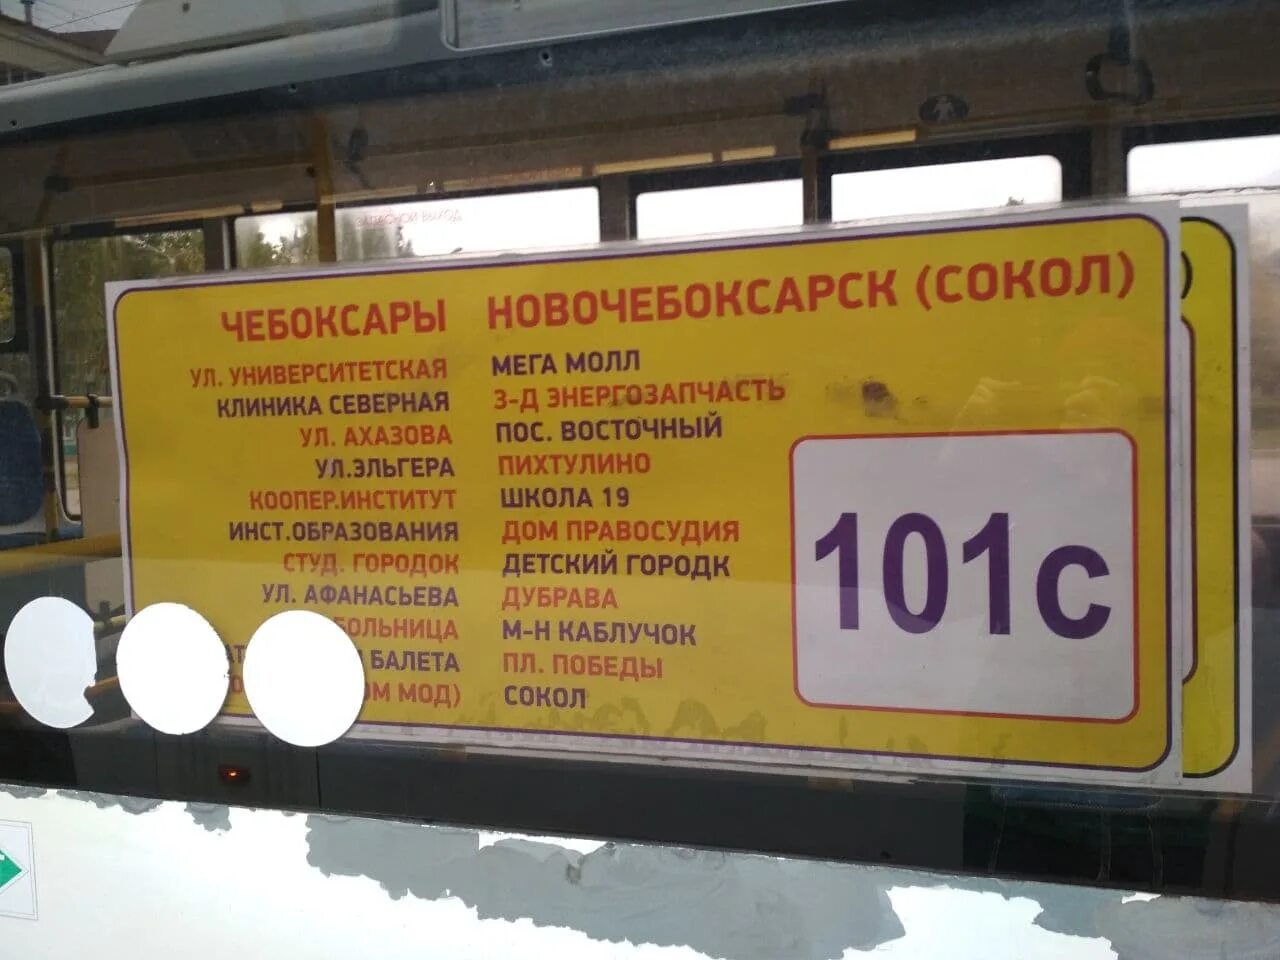 ЗАПАСНОЙ ВЫХОД
ЧЕБОКСАРЫ
УЛ. УНИВЕРСИТЕТСКАЯ
КЛИНИКА СЕВЕРНАЯ
УЛ. АХАЗОВА
УЛ.ЭЛЬГЕРА
КООПЕР.ИНСТИТУТ
ИНСТ.ОБРАЗОВАНИЯ
СТУД. ГОРОДОК
УЛ. АФАНАСЬЕВА
БОЛЬНИЦА
БАЛЕТА
МОД)
НОВОЧЕБОКСАРСК (СОКОЛ)
МЕГА МОЛЛ
З-Д ЭНЕРГОЗАПЧАСТЬ
ПОС. ВОСТОЧНЫЙ
ПИХТУЛИНО
ШКОЛА 19
ДОМ ПРАВОСУДИЯ
ДЕТСКИЙ ГОРОДК
ДУБРАВА
М-Н КАБЛУЧОК
ПЛ. ПОБЕДЫ
СОКОЛ
101с